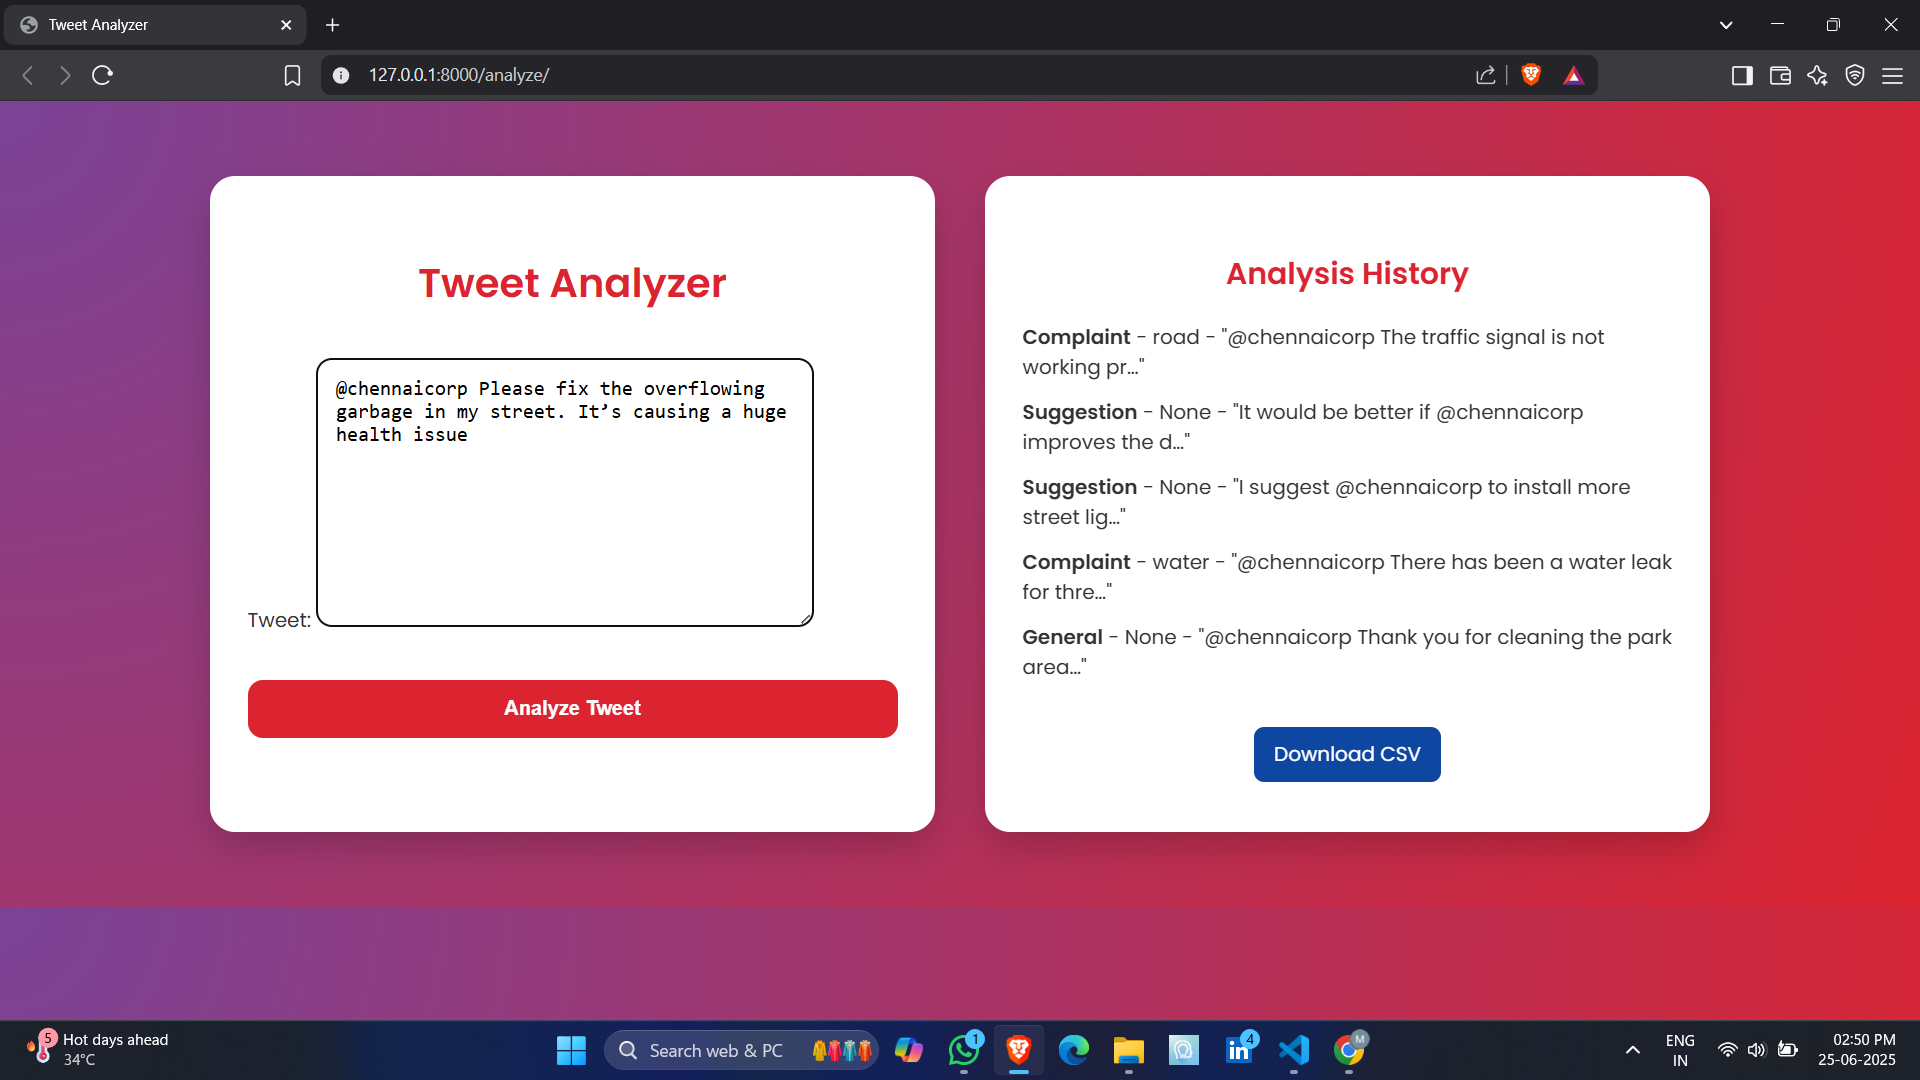 Tweet Analyzer
127.0.0.1:8000/analyze/
Tweet Analyzer
@chennaicorp Please fix the overflowing
garbage in my street. It’s causing a huge
health issue
Tweet:
Analyze Tweet
Analysis History
Complaint - road - "@chennaicorp The traffic signal is not
working pr..."
Suggestion - None - "It would be better if @chennaicorp
improves the d..."
Suggestion - None - "I suggest @chennaicorp to install more
street lig..."
Complaint - water - "@chennaicorp There has been a water leak
for thre..."
General - None - "@chennaicorp Thank you for cleaning the park
area..."
Download CSV
5
Hot days ahead
34°C
Search web & PC
1
in
4
M
ENG
IN
02:50 PM
25-06-2025